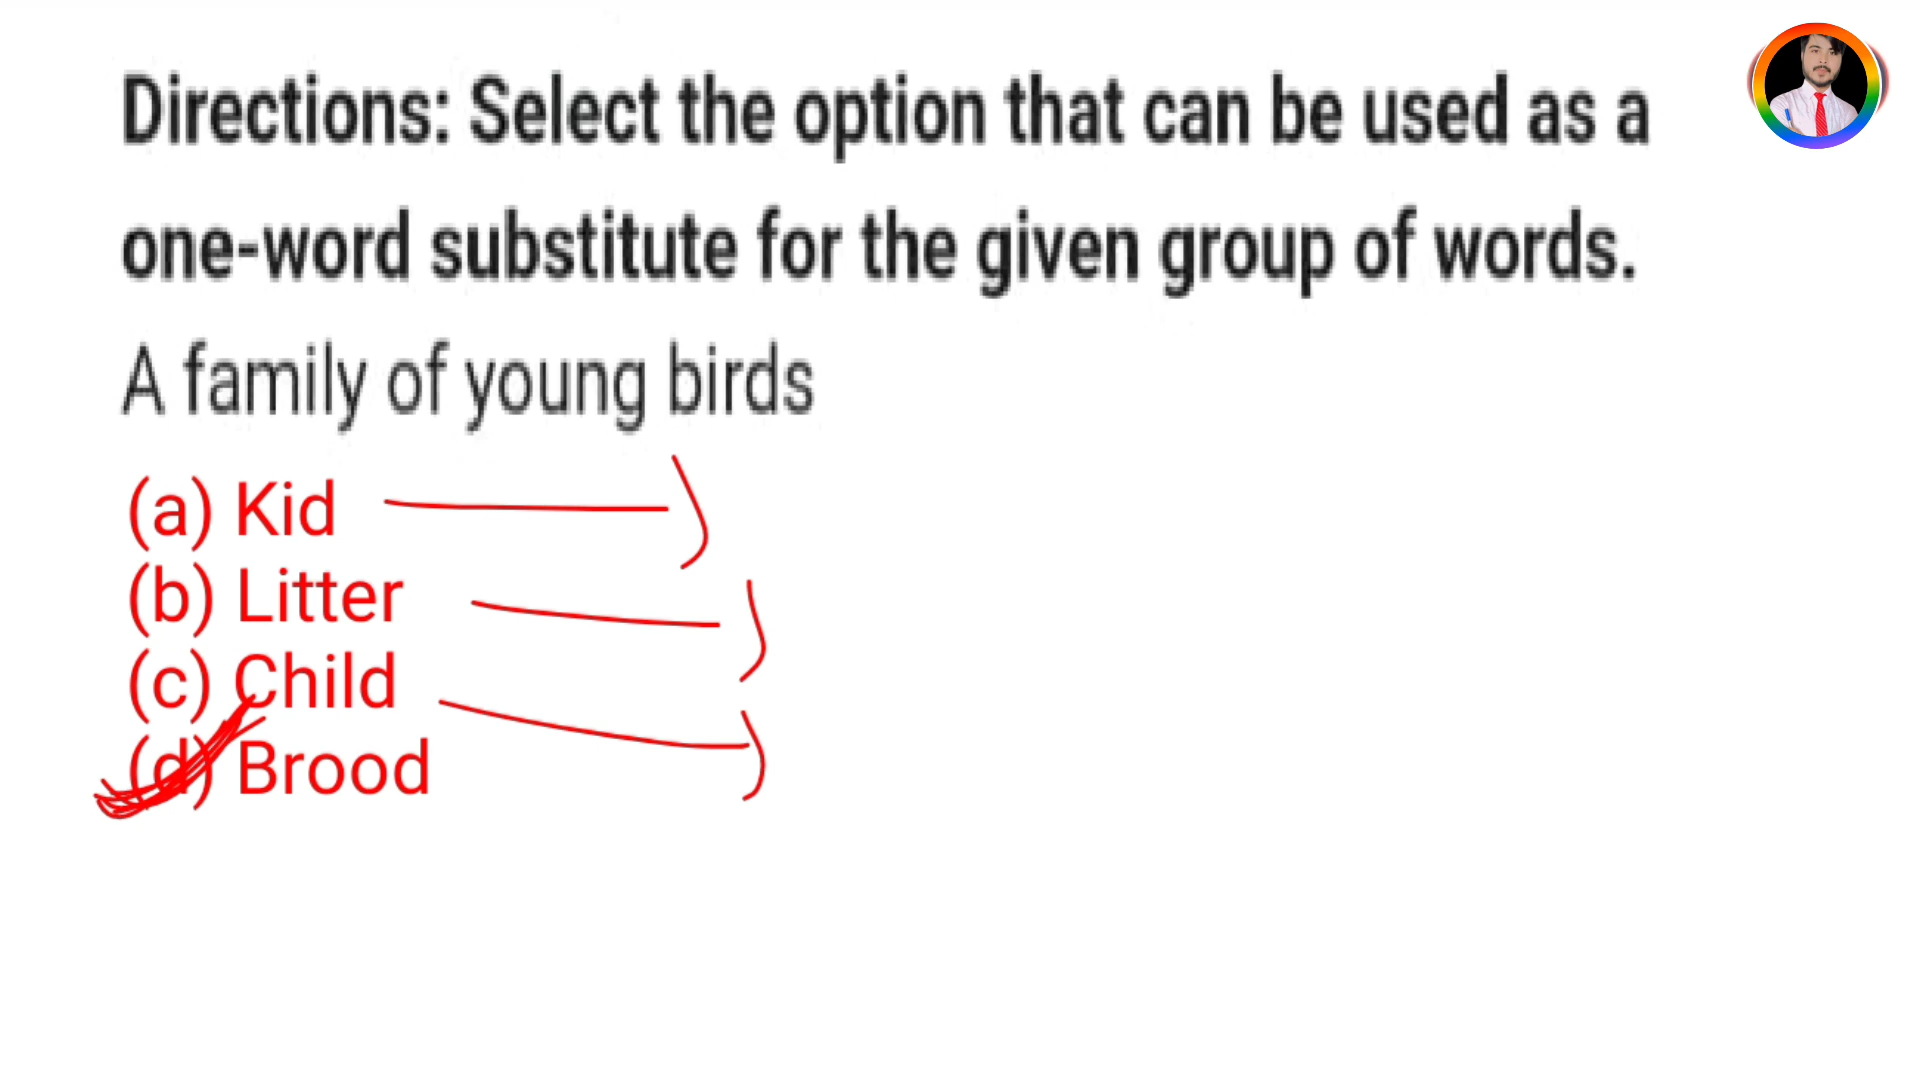 Directions: Select the option that can be used as a
one-word substitute for the given group of words.
A family of young birds
(a) Kid
(b) Litter
(c) Child
(d) Brood